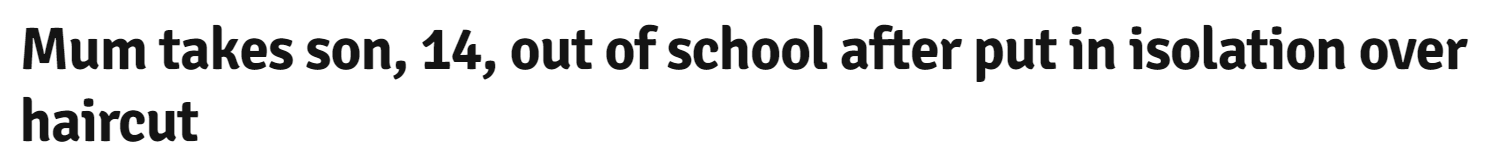 Mum takes son, 14, out of school after put in isolation over
haircut